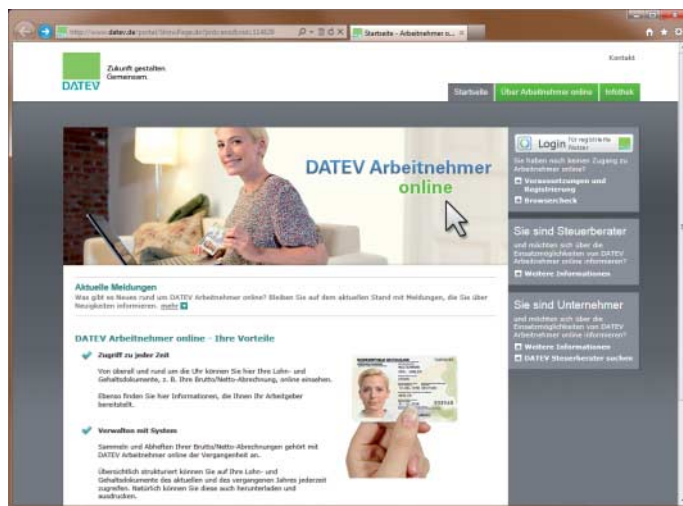 Startseite - Arbeitnehmer o...
Kontakt
Zukunft gestalten.
Gemeinsam.
DATEV
Startseite
Über Arbeitnehmer online
Infothek
DATEV Arbeitnehmer
online
Login
für registrierte
Nutzer
Sie haben noch keinen Zugang zu
Arbeitnehmer online?
Voraussetzungen und
Registrierung
Browsercheck
Sie sind Steuerberater
und möchten sich über die
Einsatzmöglichkeiten von DATEV
Arbeitnehmer online informieren?
Weitere Informationen
Sie sind Unternehmer
und möchten sich über die
Einsatzmöglichkeiten von DATEV
Arbeitnehmer online informieren?
Weitere Informationen
DATEV Steuerberater suchen
Aktuelle Meldungen
Was gibt es Neues rund um DATEV Arbeitnehmer online? Bleiben Sie auf dem aktuellen Stand mit Meldungen, die Sie über
Neuigkeiten informieren. mehr
DATEV Arbeitnehmer online - Ihre Vorteile
Zugriff zu jeder Zeit
Von überall und rund um die Uhr können Sie hier Ihre Lohn- und
Gehaltsdokumente, z. B. Ihre Brutto/Netto-Abrechnung, online einsehen.
Ebenso finden Sie hier Informationen, die Ihnen Ihr Arbeitgeber
bereitstellt.
Verwalten mit System
Sammeln und Abheften Ihrer Brutto/Netto-Abrechnungen gehört mit
DATEV Arbeitnehmer online der Vergangenheit an.
Übersichtlich strukturiert können Sie auf Ihre Lohn- und
Gehaltsdokumente des aktuellen und des vergangenen Jahres jederzeit
zugreifen. Natürlich können Sie diese auch herunterladen und
ausdrucken.